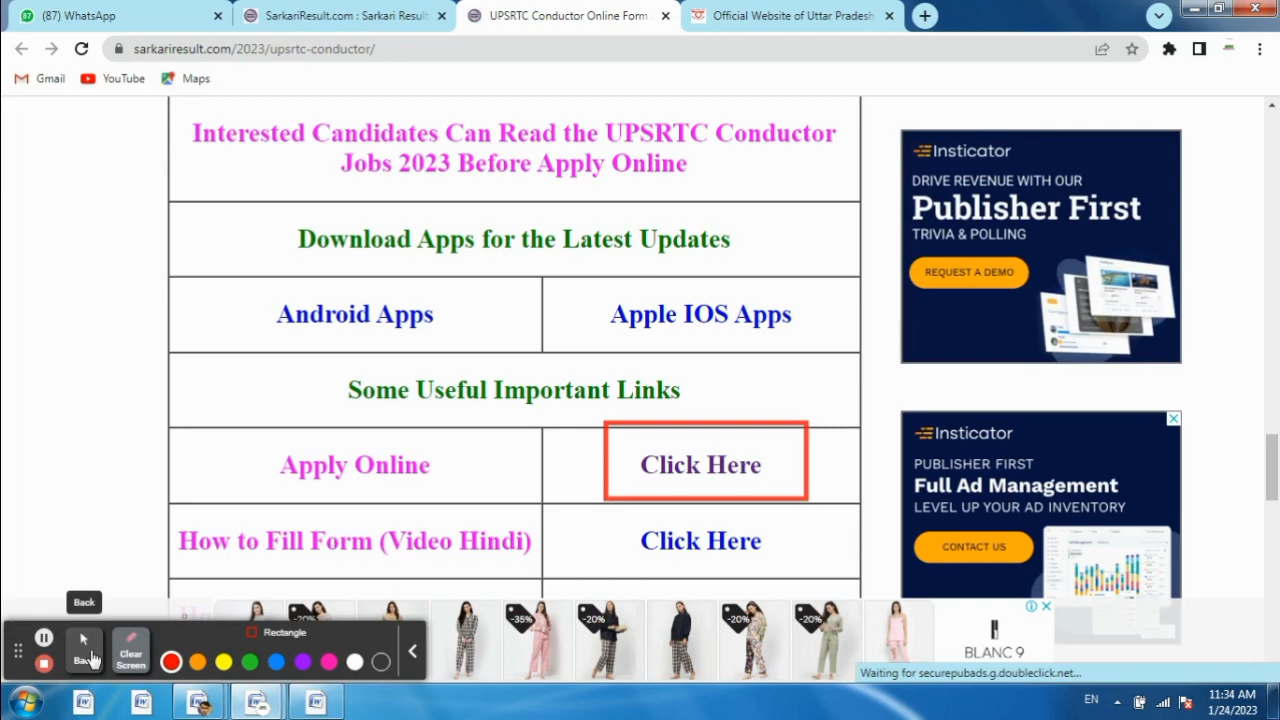 (87) WhatsApp
SarkariResult.com : Sarkari Result
UPSRTC Conductor Online Form
Official Website of Uttar Pradesh
sarkariresult.com/2023/upsrtc-conductor/
Gmail
YouTube
Maps
Interested Candidates Can Read the UPSRTC Conductor
Jobs 2023 Before Apply Online
Download Apps for the Latest Updates
Android Apps
Apple IOS Apps
Some Useful Important Links
Apply Online
Click Here
How to Fill Form (Video Hindi)
Click Here
Insticator
DRIVE REVENUE WITH OUR
Publisher First
TRIVIA & POLLING
REQUEST A DEMO
Insticator
PUBLISHER FIRST
Full Ad Management
LEVEL UP YOUR AD INVENTORY
CONTACT US
Back
Clear
Screen
Rectangle
-20%
-35%
-20%
-20%
-20%
BLANC 9
Waiting for securepubads.g.doubleclick.net...
EN
11:34 AM
1/24/2023